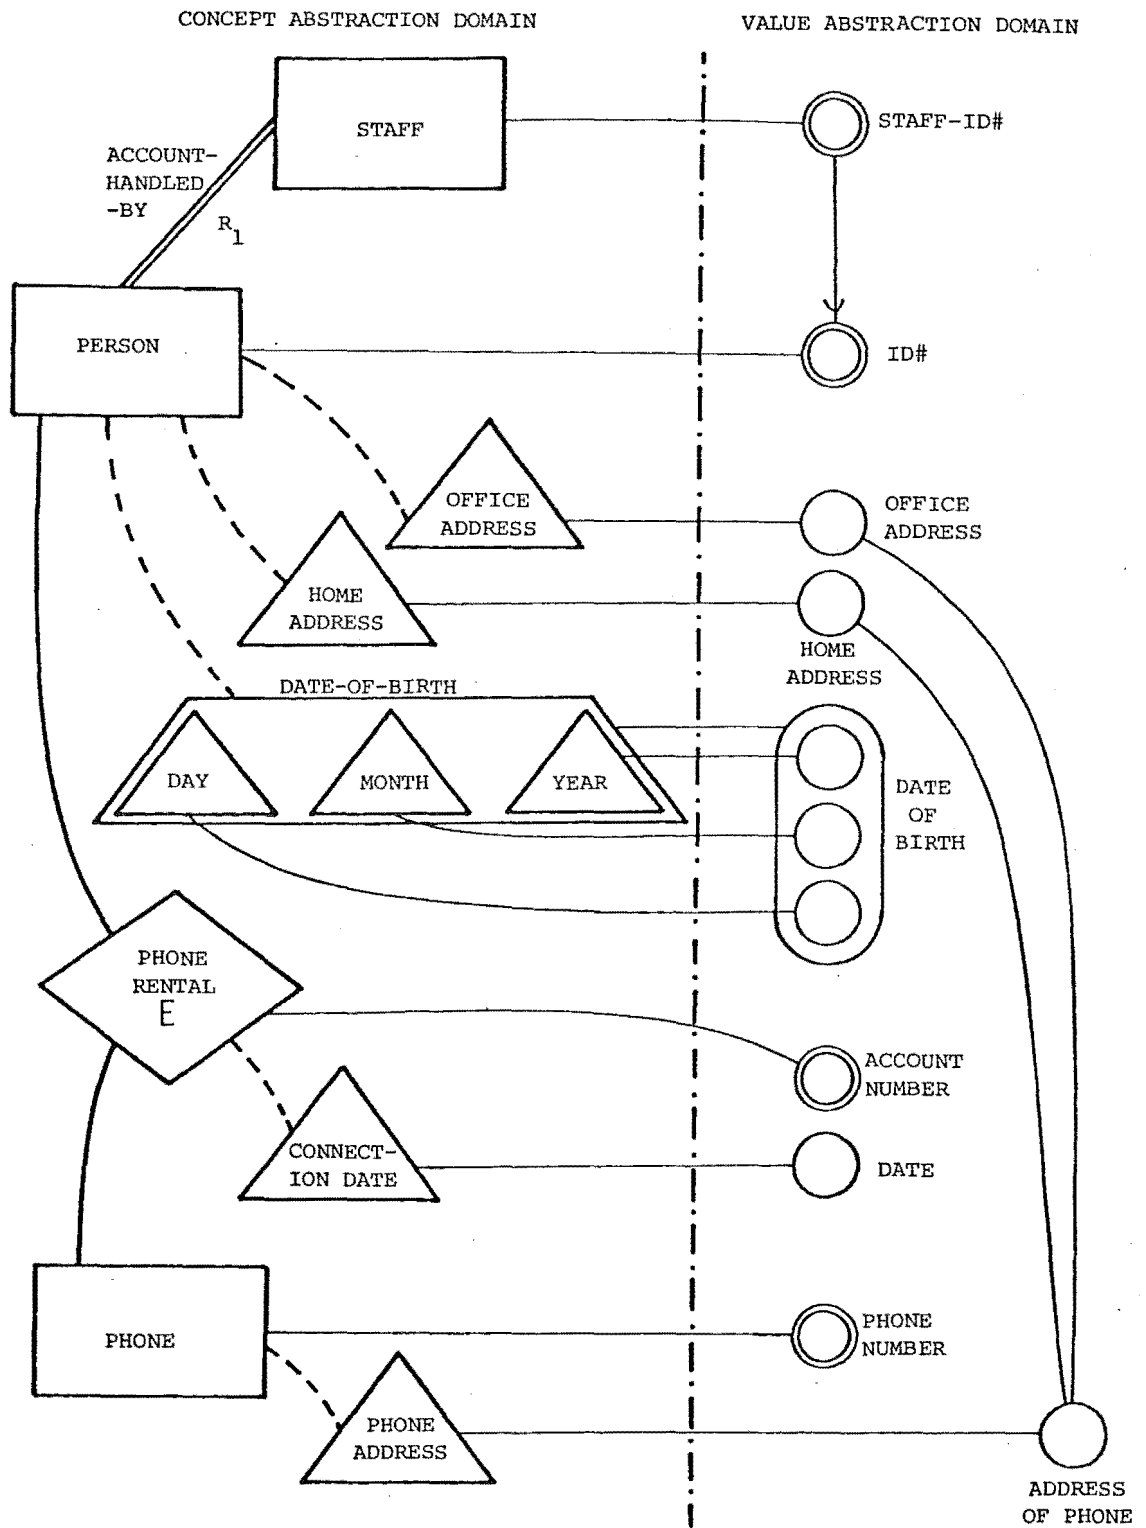 CONCEPT ABSTRACTION DOMAIN
VALUE ABSTRACTION DOMAIN
STAFF
STAFF-ID#
ACCOUNT-
HANDLED
-BY
R1
PERSON
ID#
OFFICE
ADDRESS
OFFICE
ADDRESS
HOME
ADDRESS
HOME
ADDRESS
DATE-OF-BIRTH
DAY
MONTH
YEAR
DATE
OF
BIRTH
PHONE
RENTAL
E
ACCOUNT
NUMBER
CONNECT-
ION DATE
DATE
PHONE
PHONE
NUMBER
PHONE
ADDRESS
ADDRESS
OF PHONE